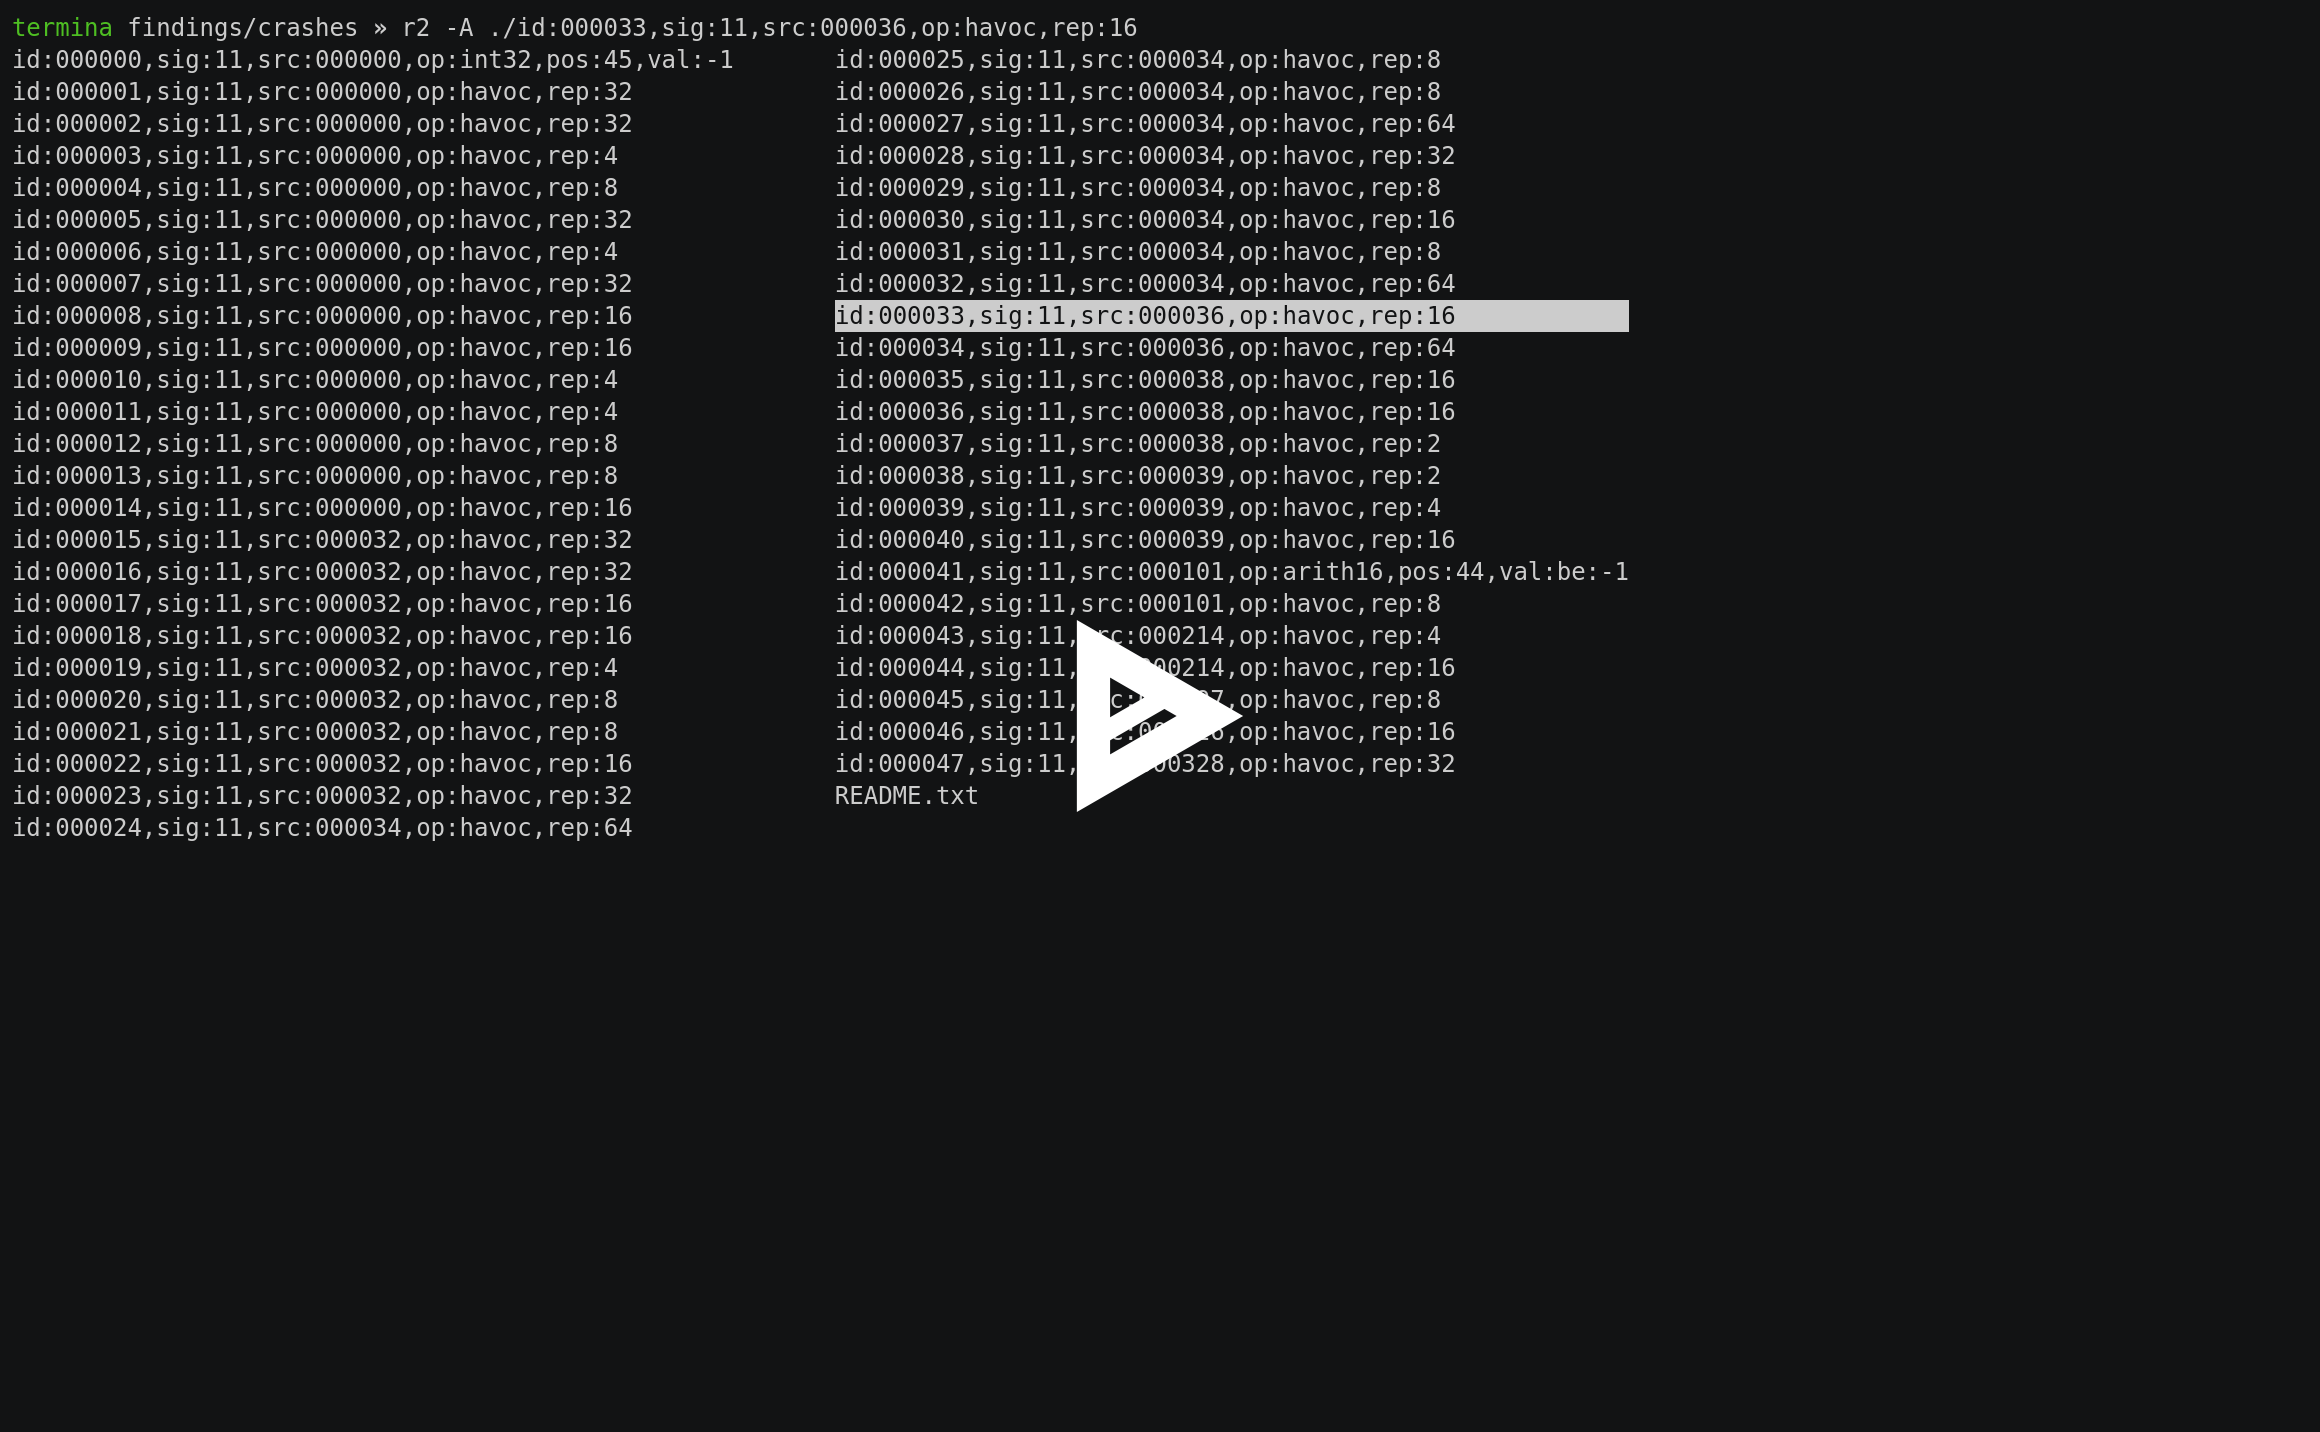 termina findings/crashes » r2 -A ./id:000033,sig:11,src:000036,op:havoc,rep:16
id:000000,sig:11,src:000000,op:int32,pos:45,val:-1 id:000025,sig:11,src:000034,op:havoc,rep:8
id:000001,sig:11,src:000000,op:havoc,rep:32 id:000026,sig:11,src:000034,op:havoc,rep:8
id:000002,sig:11,src:000000,op:havoc,rep:32 id:000027,sig:11,src:000034,op:havoc,rep:64
id:000003,sig:11,src:000000,op:havoc,rep:4 id:000028,sig:11,src:000034,op:havoc,rep:32
id:000004,sig:11,src:000000,op:havoc,rep:8 id:000029,sig:11,src:000034,op:havoc,rep:8
id:000005,sig:11,src:000000,op:havoc,rep:32 id:000030,sig:11,src:000034,op:havoc,rep:16
id:000006,sig:11,src:000000,op:havoc,rep:4 id:000031,sig:11,src:000034,op:havoc,rep:8
id:000007,sig:11,src:000000,op:havoc,rep:32 id:000032,sig:11,src:000034,op:havoc,rep:64
id:000008,sig:11,src:000000,op:havoc,rep:16 id:000033,sig:11,src:000036,op:havoc,rep:16
id:000009,sig:11,src:000000,op:havoc,rep:16 id:000034,sig:11,src:000036,op:havoc,rep:64
id:000010,sig:11,src:000000,op:havoc,rep:4 id:000035,sig:11,src:000038,op:havoc,rep:16
id:000011,sig:11,src:000000,op:havoc,rep:4 id:000036,sig:11,src:000038,op:havoc,rep:16
id:000012,sig:11,src:000000,op:havoc,rep:8 id:000037,sig:11,src:000038,op:havoc,rep:2
id:000013,sig:11,src:000000,op:havoc,rep:8 id:000038,sig:11,src:000039,op:havoc,rep:2
id:000014,sig:11,src:000000,op:havoc,rep:16 id:000039,sig:11,src:000039,op:havoc,rep:4
id:000015,sig:11,src:000032,op:havoc,rep:32 id:000040,sig:11,src:000039,op:havoc,rep:16
id:000016,sig:11,src:000032,op:havoc,rep:32 id:000041,sig:11,src:000101,op:arith16,pos:44,val:be:-1
id:000017,sig:11,src:000032,op:havoc,rep:16 id:000042,sig:11,src:000101,op:havoc,rep:8
id:000018,sig:11,src:000032,op:havoc,rep:16 id:000043,sig:11,src:000214,op:havoc,rep:4
id:000019,sig:11,src:000032,op:havoc,rep:4 id:000044,sig:11,src:000214,op:havoc,rep:16
id:000020,sig:11,src:000032,op:havoc,rep:8 id:000045,sig:11, ,op:havoc,rep:8
id:000021,sig:11,src:000032,op:havoc,rep:8 id:000046,sig:11, ,op:havoc,rep:16
id:000022,sig:11,src:000032,op:havoc,rep:16 id:000047,sig:11,src:000328,op:havoc,rep:32
id:000023,sig:11,src:000032,op:havoc,rep:32 README.txt
id:000024,sig:11,src:000034,op:havoc,rep:64